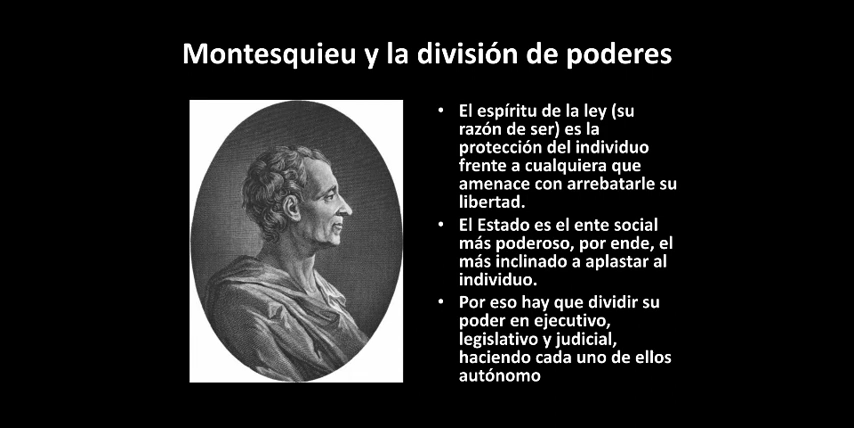 Montesquieu y la división de poderes
• El espíritu de la ley (su
razón de ser) es la
protección del individuo
frente a cualquiera que
amenace con arrebatarle su
libertad.
• El Estado es el ente social
más poderoso, por ende, el
más inclinado a aplastar al
individuo.
• Por eso hay que dividir su
poder en ejecutivo,
legislativo y judicial,
haciendo cada uno de ellos
autónomo